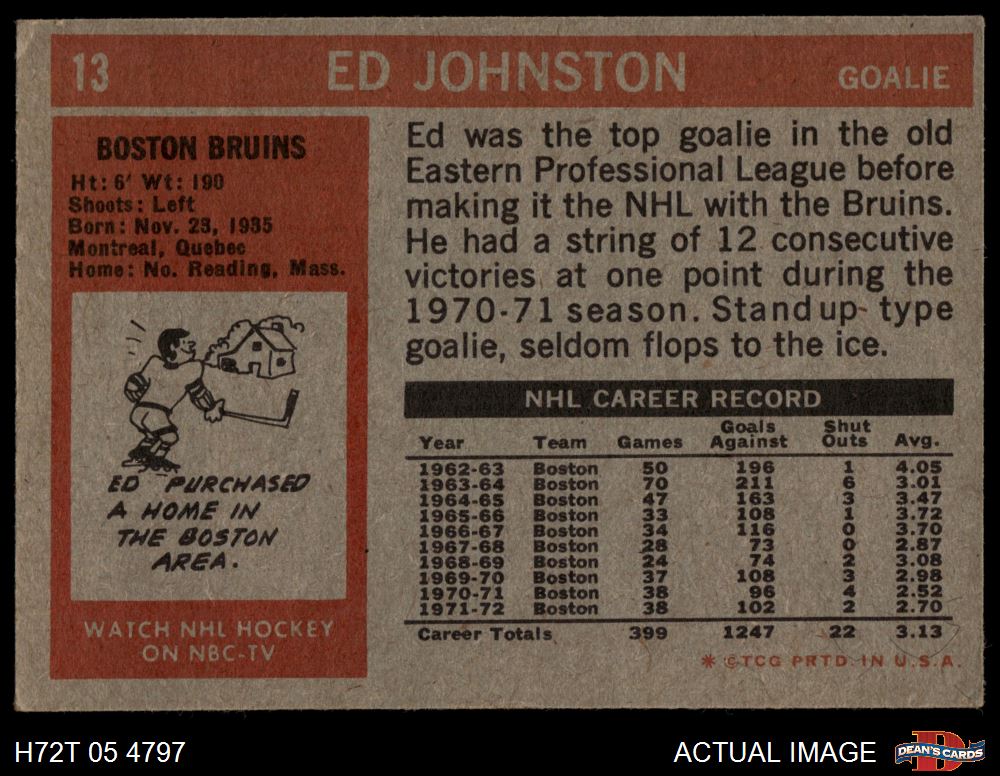 13 ED JOHNSTON GOALIE
BOSTON BRUINS
Ht: 6' Wt: 190
Shoots: Left
Born: Nov. 23, 1935
Montreal, Quebec
Home: No. Reading, Mass.
ED PURCHASED
A HOME IN
THE BOSTON
AREA.
WATCH NHL HOCKEY
ON NBC-TV
Ed was the top goalie in the old
Eastern Professional League before
making it the NHL with the Bruins.
He had a string of 12 consecutive
victories at one point during the
1970-71 season. Stand up- type
goalie, seldom flops to the ice.
NHL CAREER RECORD
Year Team Games Goals Against Shut Outs Avg.
1962-63 Boston 50 196 1 4.05
1963-64 Boston 70 211 6 3.01
1964-65 Boston 47 163 3 3.47
1965-66 Boston 33 108 1 3.72
1966-67 Boston 34 116 0 3.70
1967-68 Boston 28 73 0 2.87
1968-69 Boston 24 74 2 3.08
1969-70 Boston 37 108 3 2.98
1970-71 Boston 38 96 4 2.52
1971-72 Boston 38 102 2 2.70
Career Totals 399 1247 22 3.13
* ©TCG PRTD. IN U.S.A.
H72T 05 4797
ACTUAL IMAGE
DEAN'S CARDS